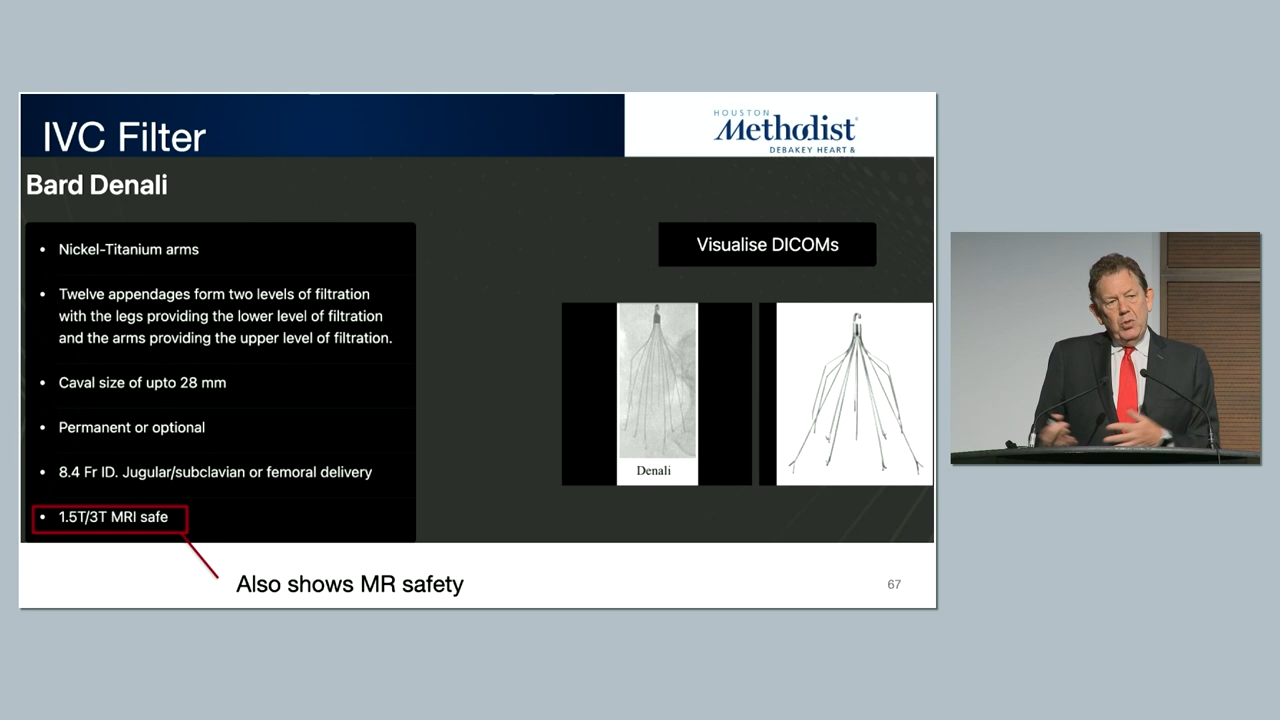 IVC Filter
HOUSTON
Methodist
DEBAKEY HEART &
Bard Denali
• Nickel-Titanium arms
• Twelve appendages form two levels of filtration
with the legs providing the lower level of filtration
and the arms providing the upper level of filtration.
• Caval size of upto 28 mm
• Permanent or optional
• 8.4 Fr ID. Jugular/subclavian or femoral delivery
• 1.5T/3T MRI safe
Visualise DICOMs
Denali
Also shows MR safety
67